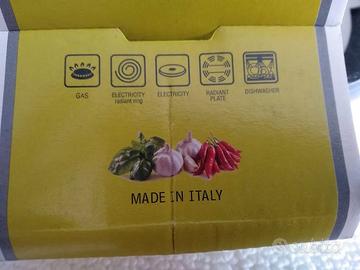 GAS
ELECTRICITY
radiant ring
ELECTRICITY
RADIANT
PLATE
DISHWASHER
MADE IN ITALY